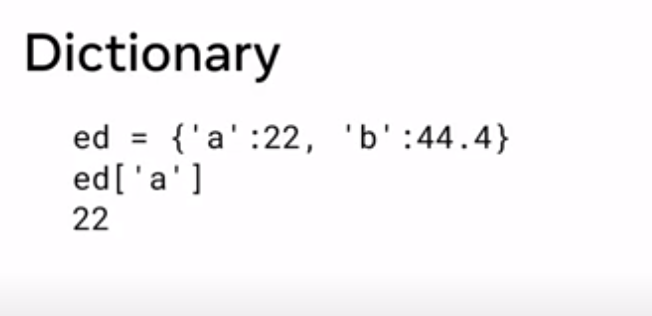 Dictionary
ed = {'a':22, 'b':44.4}
ed['a']
22